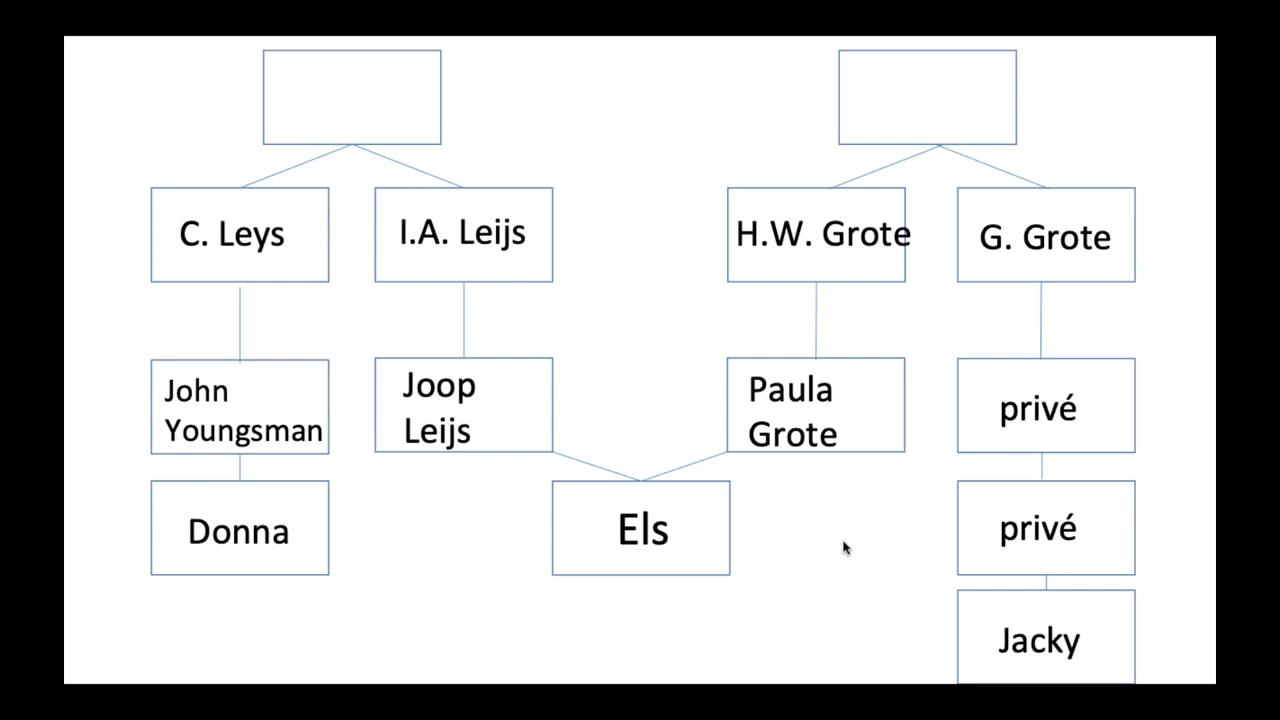 C. Leys
I.A. Leijs
H.W. Grote
G. Grote
John
Youngsman
Joop
Leijs
Paula
Grote
privé
Donna
Els
privé
Jacky